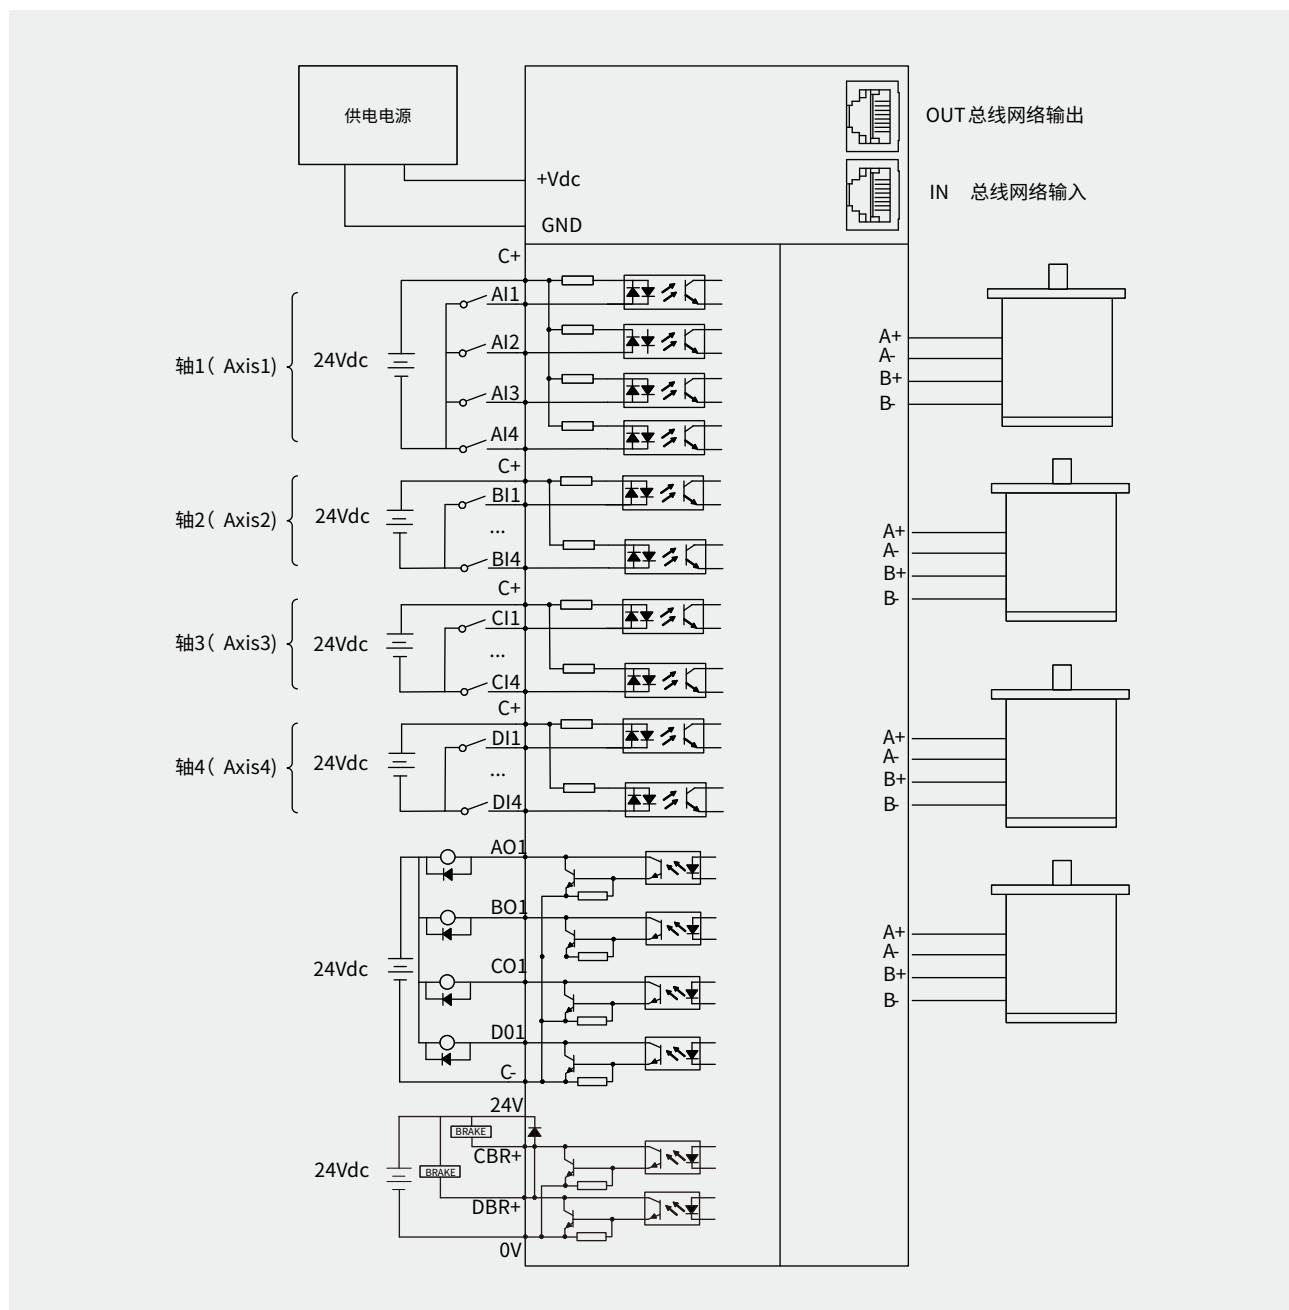 供电电源
OUT 总线网络输出
+Vdc
IN 总线网络输入
GND
C+
AI1
AI2
轴1( Axis1)
24Vdc
AI3
AI4
A+
A-
B+
B-
C+
BI1
轴2( Axis2)
24Vdc
...
BI4
A+
A-
B+
B-
C+
CI1
轴3( Axis3)
24Vdc
...
CI4
C+
DI1
轴4( Axis4)
24Vdc
...
DI4
A+
A-
B+
B-
AO1
BO1
24Vdc
CO1
D01
C-
A+
A-
B+
B-
24V
BRAKE
CBR+
24Vdc
BRAKE
DBR+
0V